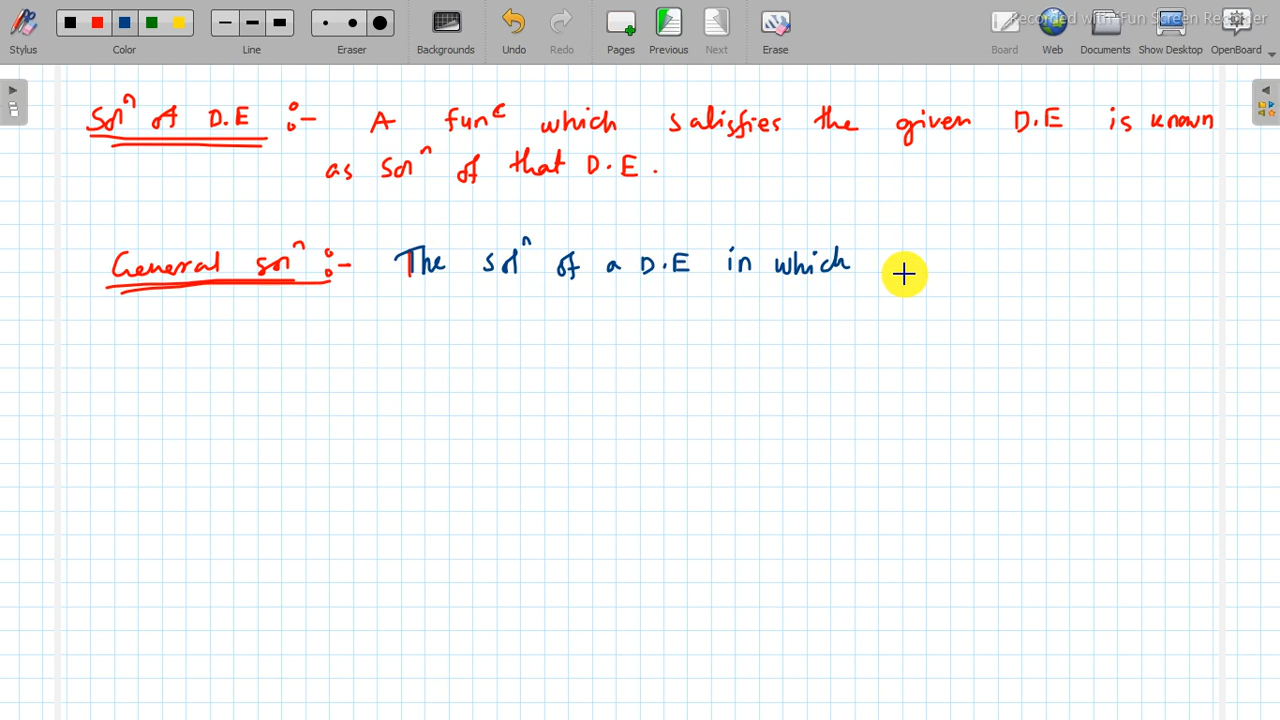 Stylus
Color
Line
Eraser
Backgrounds
Undo
Redo
Pages
Previous
Next
Erase
Board
Web
Documents
Show Desktop
OpenBoard
Recorded with Fun Screen Recorder
Solⁿ of D.E :- A funᶜ which satisfies the given D.E is known
as Solⁿ of that D.E.
General solⁿ :- The solⁿ of a D.E in which